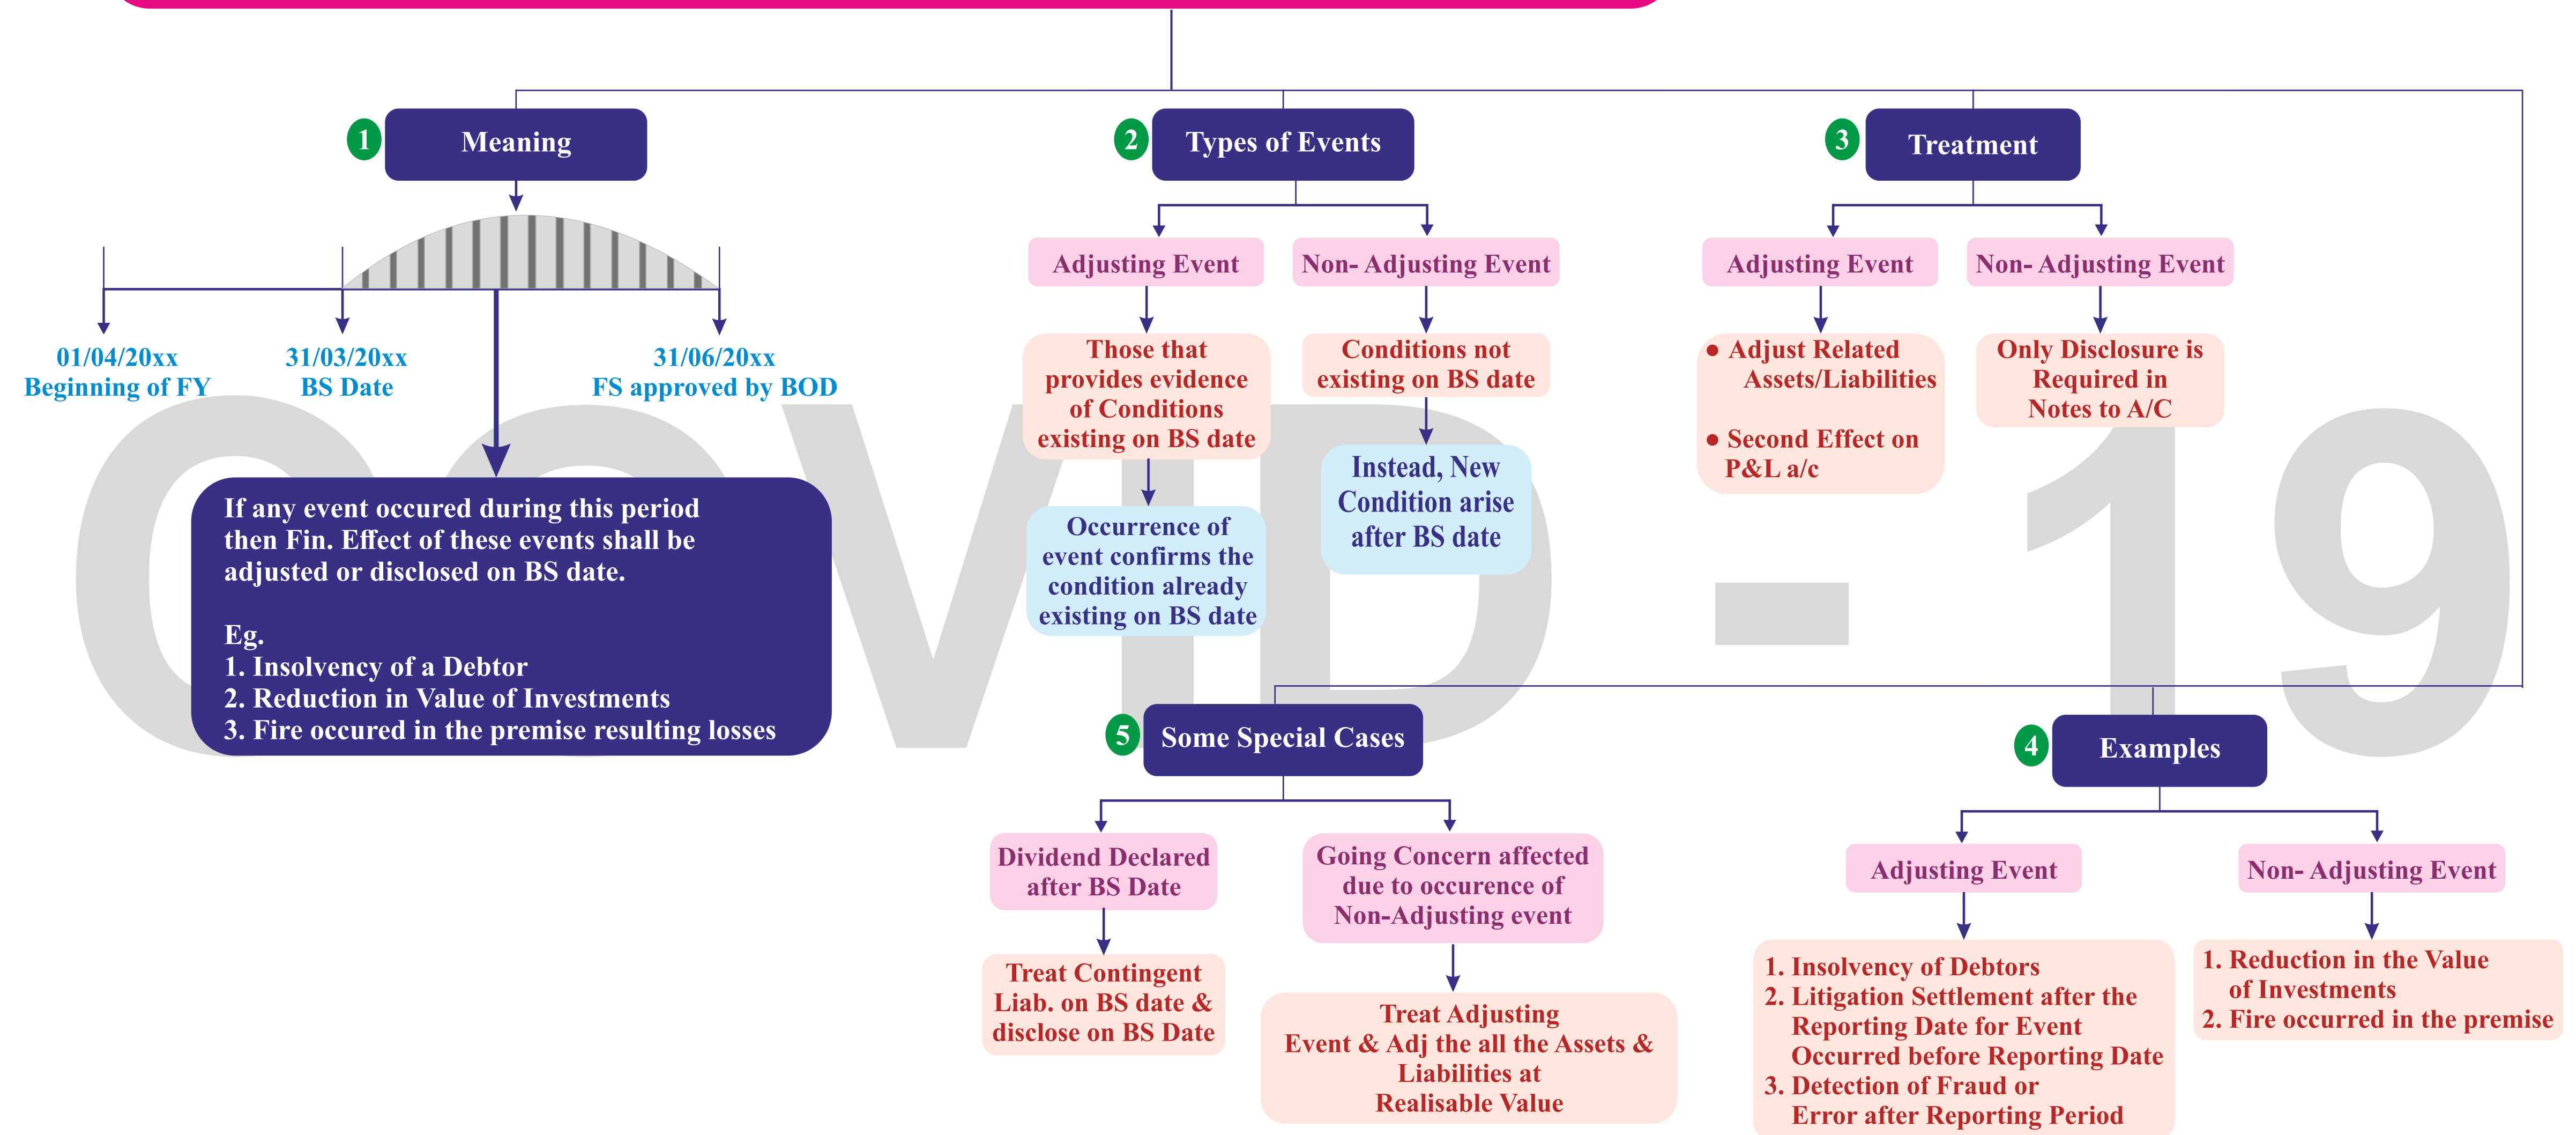 1
Meaning
01/04/20xx
Beginning of FY
31/03/20xx
BS Date
31/06/20xx
FS approved by BOD
If any event occured during this period
then Fin. Effect of these events shall be
adjusted or disclosed on BS date.
Eg.
1. Insolvency of a Debtor
2. Reduction in Value of Investments
3. Fire occured in the premise resulting losses
2
Types of Events
Adjusting Event
Those that
provides evidence
of Conditions
existing on BS date
Occurrence of
event confirms the
condition already
existing on BS date
Non- Adjusting Event
Conditions not
existing on BS date
Instead, New
Condition arise
after BS date
3
Treatment
Adjusting Event
• Adjust Related
Assets/Liabilities
• Second Effect on
P&L a/c
Non- Adjusting Event
Only Disclosure is
Required in
Notes to A/C
5
Some Special Cases
Dividend Declared
after BS Date
Treat Contingent
Liab. on BS date &
disclose on BS Date
Going Concern affected
due to occurence of
Non-Adjusting event
Treat Adjusting
Event & Adj the all the Assets &
Liabilities at
Realisable Value
4
Examples
Adjusting Event
1. Insolvency of Debtors
2. Litigation Settlement after the
Reporting Date for Event
Occurred before Reporting Date
3. Detection of Fraud or
Error after Reporting Period
Non- Adjusting Event
1. Reduction in the Value
of Investments
2. Fire occurred in the premise
COVID - 19